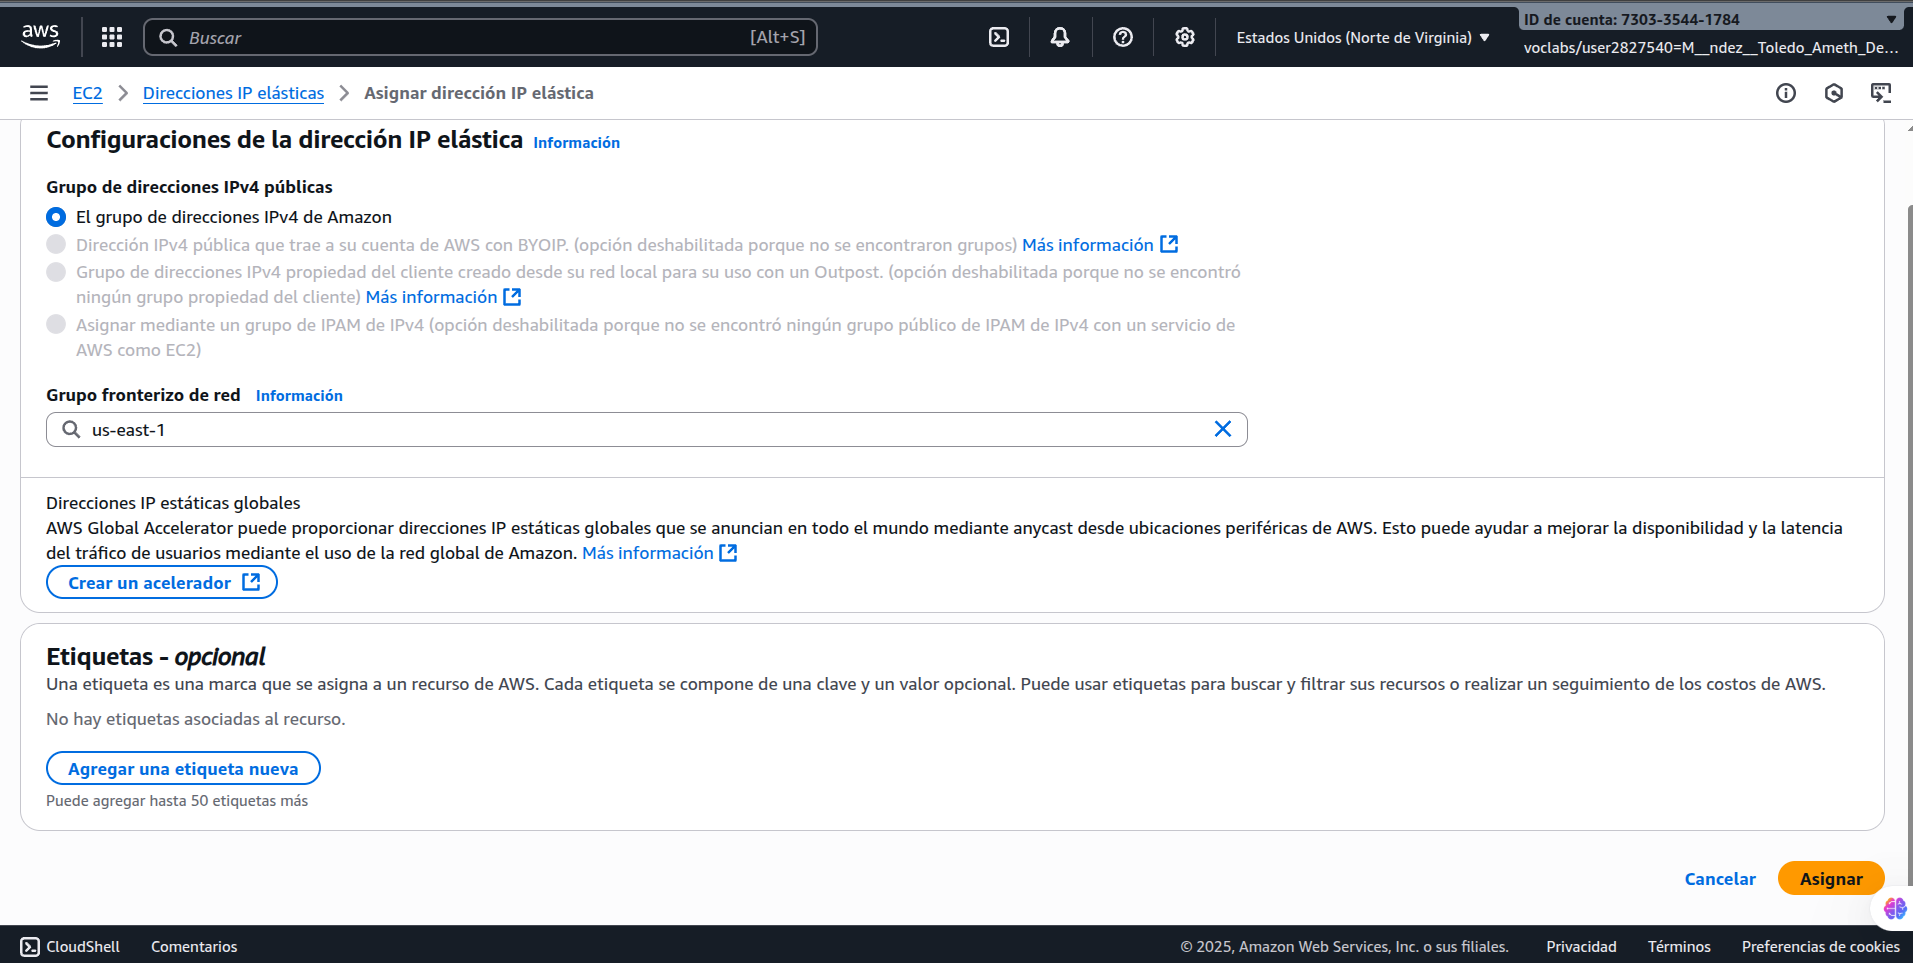 aws
Buscar
[Alt+S]
Estados Unidos (Norte de Virginia)
ID de cuenta: 7303-3544-1784
voclabs/user2827540=M__ndez__Toledo_Ameth_De...
EC2
Direcciones IP elásticas
Asignar dirección IP elástica
Configuraciones de la dirección IP elástica Información
Grupo de direcciones IPv4 públicas
El grupo de direcciones IPv4 de Amazon
Dirección IPv4 pública que trae a su cuenta de AWS con BYOIP. (opción deshabilitada porque no se encontraron grupos) Más información
Grupo de direcciones IPv4 propiedad del cliente creado desde su red local para su uso con un Outpost. (opción deshabilitada porque no se encontró
ningún grupo propiedad del cliente) Más información
Asignar mediante un grupo de IPAM de IPv4 (opción deshabilitada porque no se encontró ningún grupo público de IPAM de IPv4 con un servicio de
AWS como EC2)
Grupo fronterizo de red Información
us-east-1
Direcciones IP estáticas globales
AWS Global Accelerator puede proporcionar direcciones IP estáticas globales que se anuncian en todo el mundo mediante anycast desde ubicaciones periféricas de AWS. Esto puede ayudar a mejorar la disponibilidad y la latencia
del tráfico de usuarios mediante el uso de la red global de Amazon. Más información
Crear un acelerador
Etiquetas - opcional
Una etiqueta es una marca que se asigna a un recurso de AWS. Cada etiqueta se compone de una clave y un valor opcional. Puede usar etiquetas para buscar y filtrar sus recursos o realizar un seguimiento de los costos de AWS.
No hay etiquetas asociadas al recurso.
Agregar una etiqueta nueva
Puede agregar hasta 50 etiquetas más
Cancelar
Asignar
CloudShell
Comentarios
© 2025, Amazon Web Services, Inc. o sus filiales.
Privacidad
Términos
Preferencias de cookies